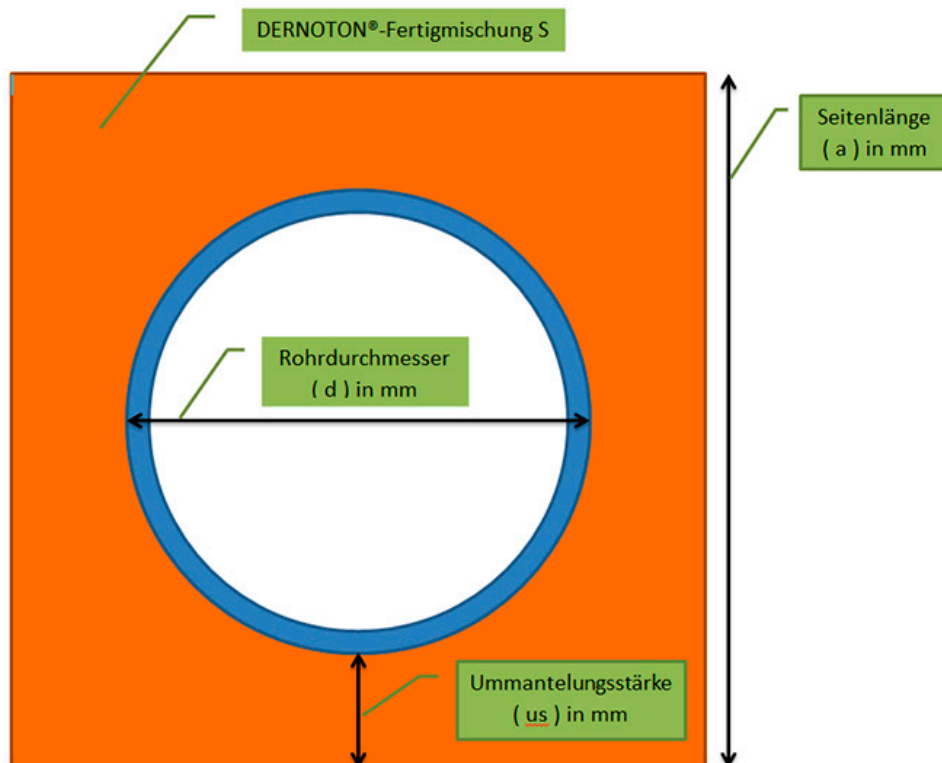 DERNOTON®-Fertigmischung S
Seitenlänge
( a ) in mm
Rohrdurchmesser
( d ) in mm
Ummantelungsstärke
( us ) in mm